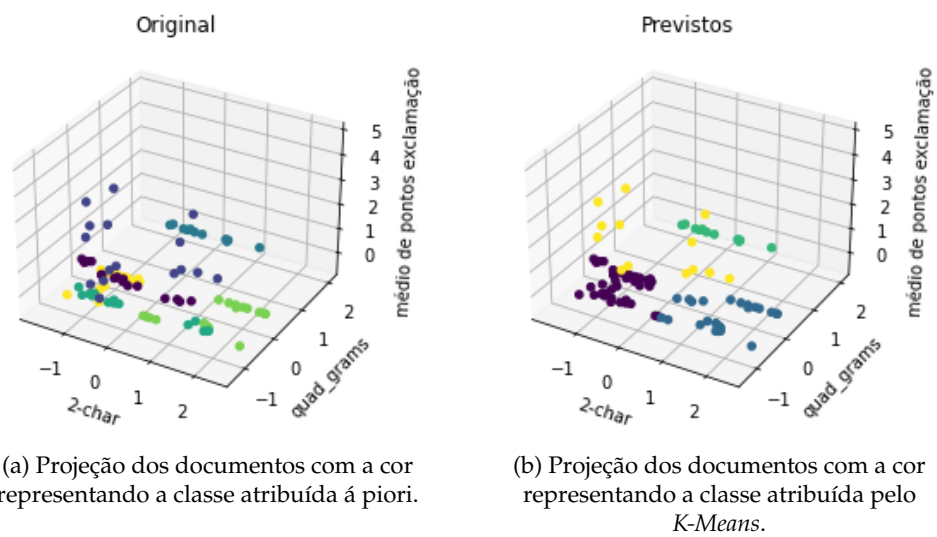 Original
Previstos
5
4
3
2
1
0
médio de pontos exclamação
2
1
0
−1
quad_grams
−1
0
1
2
2-char
5
4
3
2
1
0
médio de pontos exclamação
2
1
0
−1
quad_grams
−1
0
1
2
2-char
(a) Projeção dos documentos com a cor
representando a classe atribuída á piori.
(b) Projeção dos documentos com a cor
representando a classe atribuída pelo
K-Means.